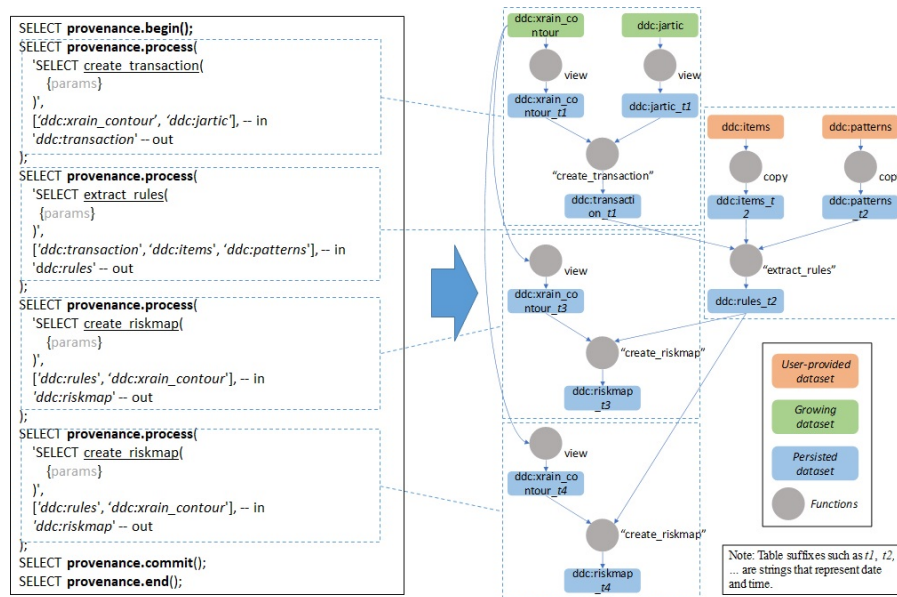 SELECT provenance.begin();
SELECT provenance.process(
'SELECT create_transaction(
{params}
)',
['ddc:xrain_contour', 'ddc:jartic'], -- in
'ddc:transaction' -- out
);
SELECT provenance.process(
'SELECT extract_rules(
{params}
)',
['ddc:transaction', 'ddc:items', 'ddc:patterns'], -- in
'ddc:rules' -- out
);
SELECT provenance.process(
'SELECT create_riskmap(
{params}
)',
['ddc:rules', 'ddc:xrain_contour'], -- in
'ddc:riskmap' -- out
);
SELECT provenance.process(
'SELECT create_riskmap(
{params}
)',
['ddc:rules', 'ddc:xrain_contour'], -- in
'ddc:riskmap' -- out
);
SELECT provenance.commit();
SELECT provenance.end();
ddc:xrain_co
ntour
ddc:jartic
view
view
ddc:xrain_co
ntour_t1
ddc:jartic_t1
"create_transaction"
ddc:transacti
on_t1
ddc:items
ddc:patterns
copy
cop
ddc:items_t
2
ddc:patterns
_t2
"extract_rules"
ddc:rules_t2
view
ddc:xrain_co
ntour_t3
"create_riskmap"
ddc:riskmap
_t3
view
ddc:xrain_co
ntour_t4
"create_riskmap"
ddc:riskmap
_t4
User-provided
dataset
Growing
dataset
Persisted
dataset
Functions
Note: Table suffixes such as t1, t2,
... are strings that represent date
and time.